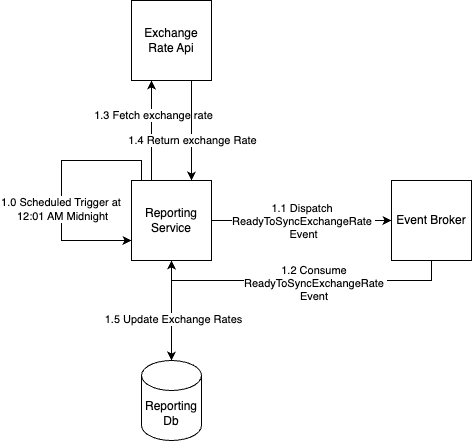 Exchange
Rate Api
1.3 Fetch exchange rate
1.4 Return exchange Rate
1.0 Scheduled Trigger at
12:01 AM Midnight
Reporting
Service
1.1 Dispatch
ReadyToSyncExchangeRate
Event
Event Broker
1.2 Consume
ReadyToSyncExchangeRate
Event
1.5 Update Exchange Rates
Reporting
Db